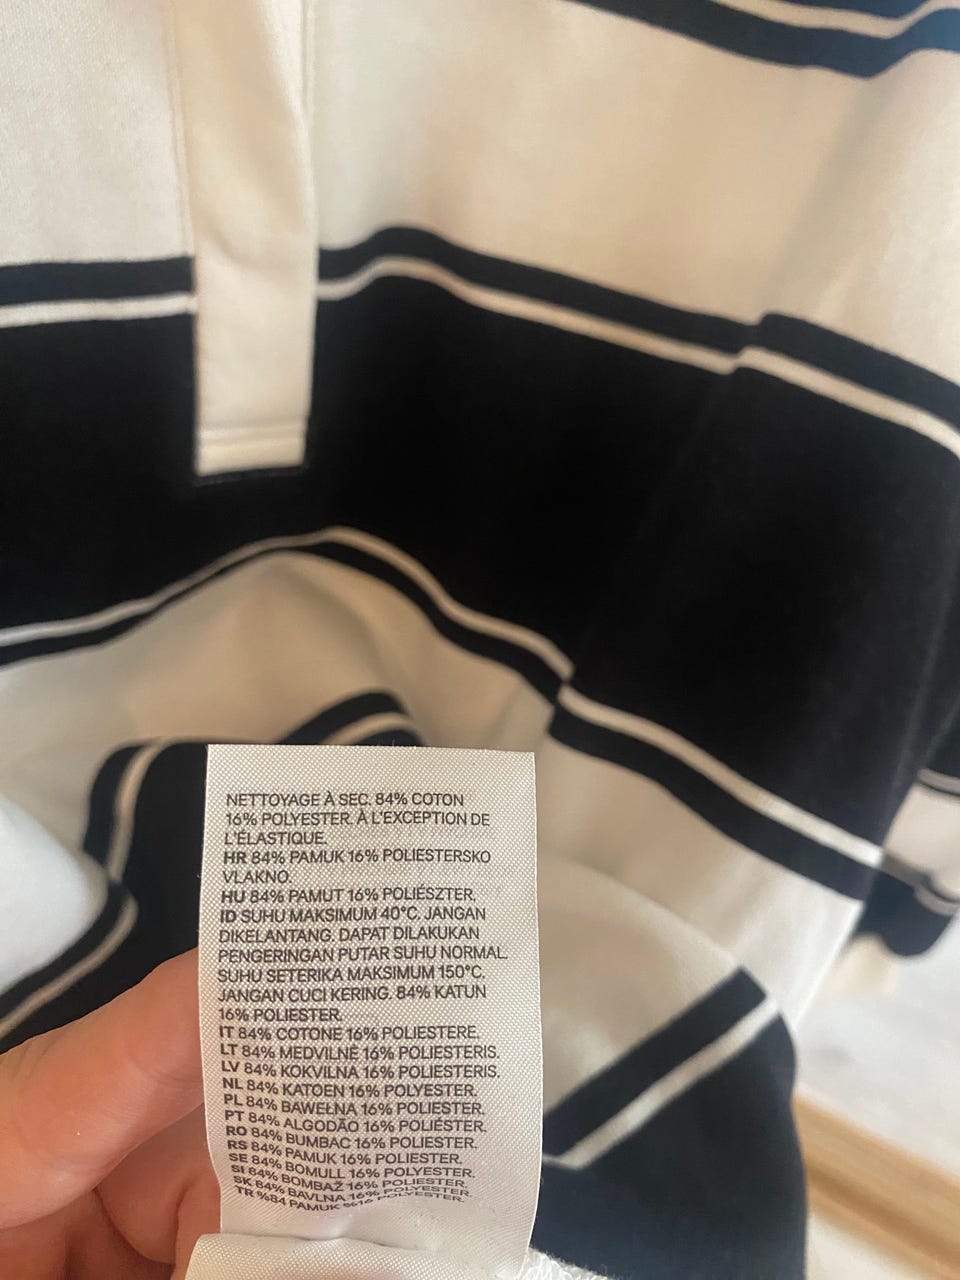 NETTOYAGE À SEC. 84% COTON
16% POLYESTER. À L'EXCEPTION DE
L'ÉLASTIQUE.
HR 84% PAMUK 16% POLIESTERSKO
VLAKNO.
HU 84% PAMUT 16% POLIÉSZTER.
ID SUHU MAKSIMUM 40°C. JANGAN
DIKELANTANG. DAPAT DILAKUKAN
PENGERINGAN PUTAR SUHU NORMAL.
SUHU SETERIKA MAKSIMUM 150°C.
JANGAN CUCI KERING. 84% KATUN
16% POLIESTER.
IT 84% COTONE 16% POLIESTERE.
LT 84% MEDVILNĖ 16% POLIESTERIS.
LV 84% KOKVILNA 16% POLIESTERIS.
NL 84% KATOEN 16% POLYESTER.
PL 84% BAWEŁNA 16% POLIESTER.
PT 84% ALGODÃO 16% POLIÉSTER.
RO 84% BUMBAC 16% POLIESTER.
RS 84% PAMUK 16% POLIESTER.
SE 84% BOMULL 16% POLYESTER.
SI 84% BOMBAŽ 16% POLIESTER.
SK 84% BAVLNA 16% POLYESTER.
TR %84 PAMUK %16 POLYESTER.